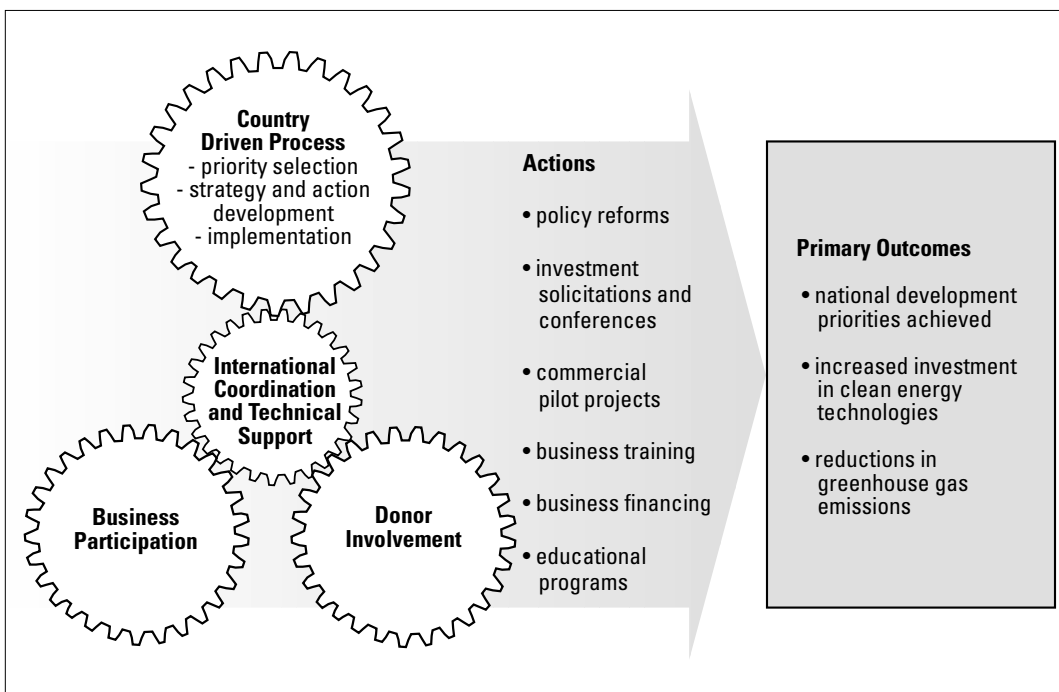 Country
Driven Process
- priority selection
- strategy and action
development
- implementation
International
Coordination
and Technical
Support
Business
Participation
Donor
Involvement
Actions
• policy reforms
• investment
solicitations and
conferences
• commercial
pilot projects
• business training
• business financing
• educational
programs
Primary Outcomes
• national development
priorities achieved
• increased investment
in clean energy
technologies
• reductions in
greenhouse gas
emissions